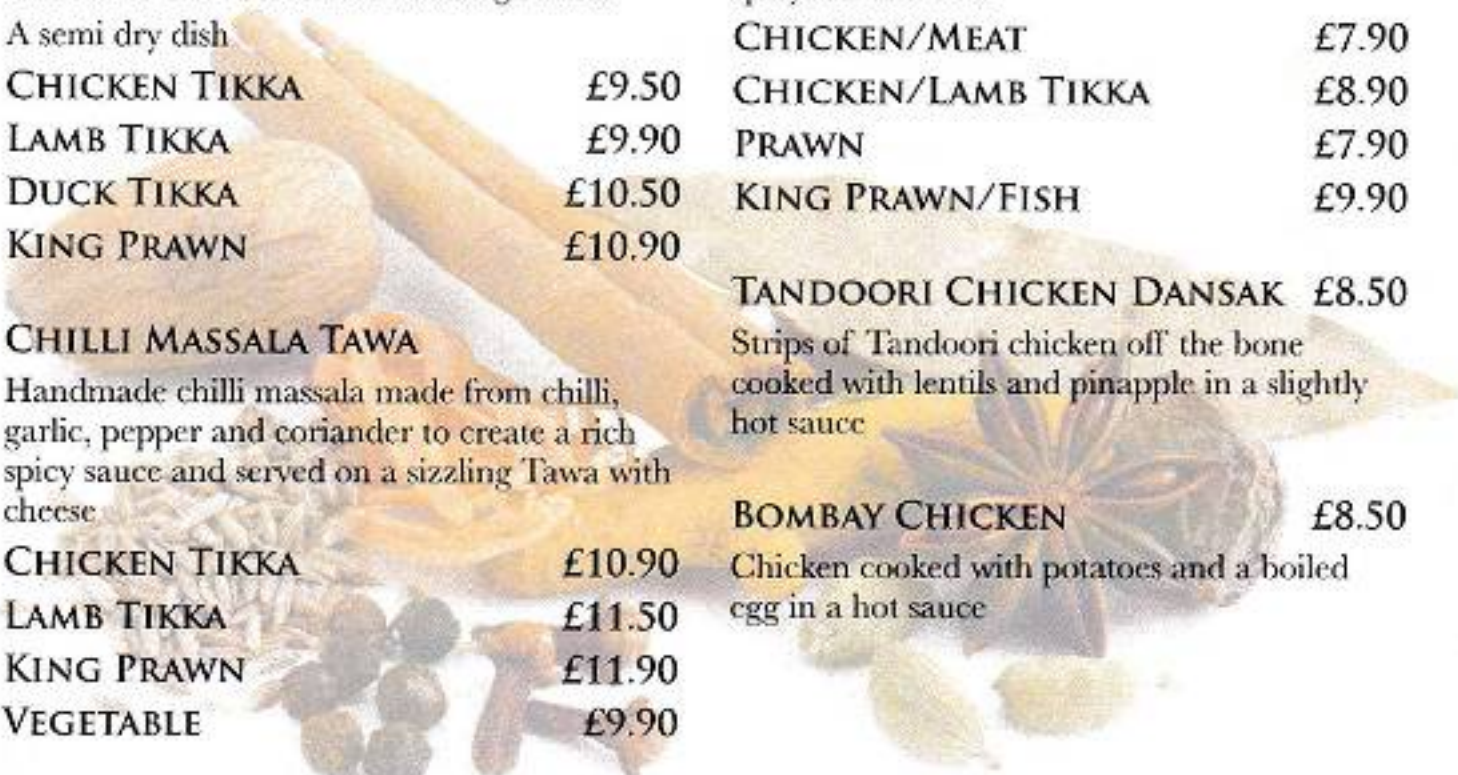 A semi dry dish
CHICKEN TIKKA £9.50
LAMB TIKKA £9.90
DUCK TIKKA £10.50
KING PRAWN £10.90
CHILLI MASSALA TAWA
Handmade chilli massala made from chilli,
garlic, pepper and coriander to create a rich
spicy sauce and served on a sizzling Tawa with
cheese
CHICKEN TIKKA £10.90
LAMB TIKKA £11.50
KING PRAWN £11.90
VEGETABLE £9.90
CHICKEN/MEAT £7.90
CHICKEN/LAMB TIKKA £8.90
PRAWN £7.90
KING PRAWN/FISH £9.90
TANDOORI CHICKEN DANSAK £8.50
Strips of Tandoori chicken off the bone
cooked with lentils and pinapple in a slightly
hot sauce
BOMBAY CHICKEN £8.50
Chicken cooked with potatoes and a boiled
egg in a hot sauce